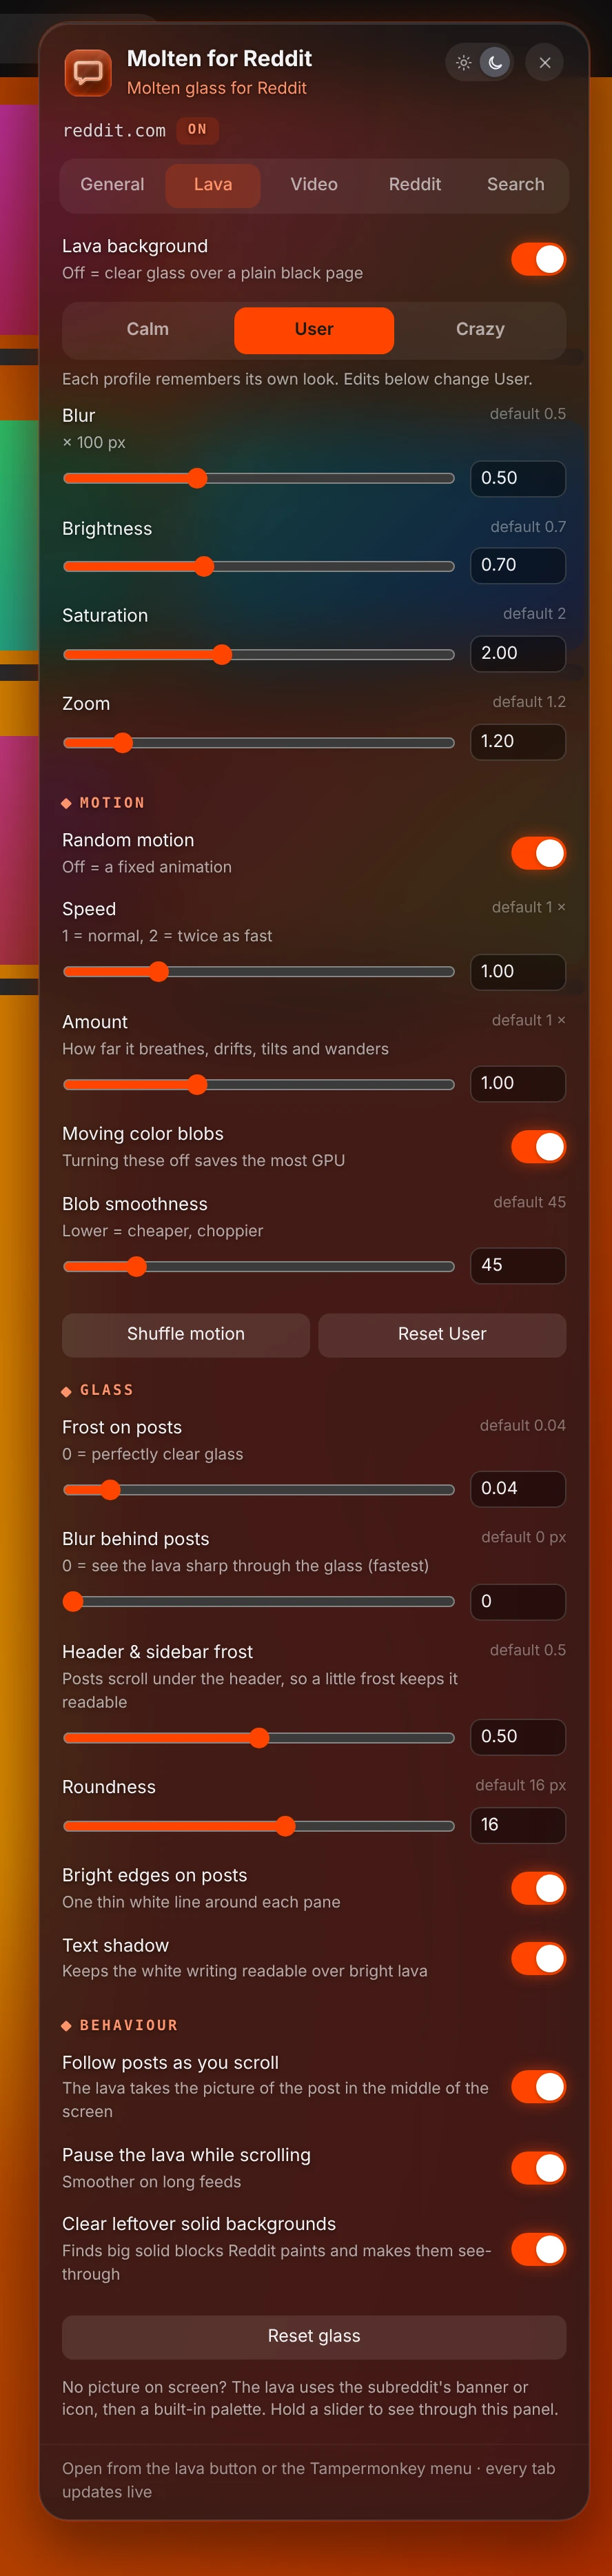 Molten for Reddit
Molten glass for Reddit
reddit.com ON
General Lava Video Reddit Search
Lava background
Off = clear glass over a plain black page
Calm User Crazy
Each profile remembers its own look. Edits below change User.
Blur default 0.5
× 100 px
0.50
Brightness default 0.7
0.70
Saturation default 2
2.00
Zoom default 1.2
1.20
MOTION
Random motion
Off = a fixed animation
Speed default 1 ×
1 = normal, 2 = twice as fast
1.00
Amount default 1 ×
How far it breathes, drifts, tilts and wanders
1.00
Moving color blobs
Turning these off saves the most GPU
Blob smoothness default 45
Lower = cheaper, choppier
45
Shuffle motion Reset User
GLASS
Frost on posts default 0.04
0 = perfectly clear glass
0.04
Blur behind posts default 0 px
0 = see the lava sharp through the glass (fastest)
0
Header & sidebar frost default 0.5
Posts scroll under the header, so a little frost keeps it
readable
0.50
Roundness default 16 px
16
Bright edges on posts
One thin white line around each pane
Text shadow
Keeps the white writing readable over bright lava
BEHAVIOUR
Follow posts as you scroll
The lava takes the picture of the post in the middle of the
screen
Pause the lava while scrolling
Smoother on long feeds
Clear leftover solid backgrounds
Finds big solid blocks Reddit paints and makes them see-
through
Reset glass
No picture on screen? The lava uses the subreddit's banner or
icon, then a built-in palette. Hold a slider to see through this panel.
Open from the lava button or the Tampermonkey menu · every tab
updates live